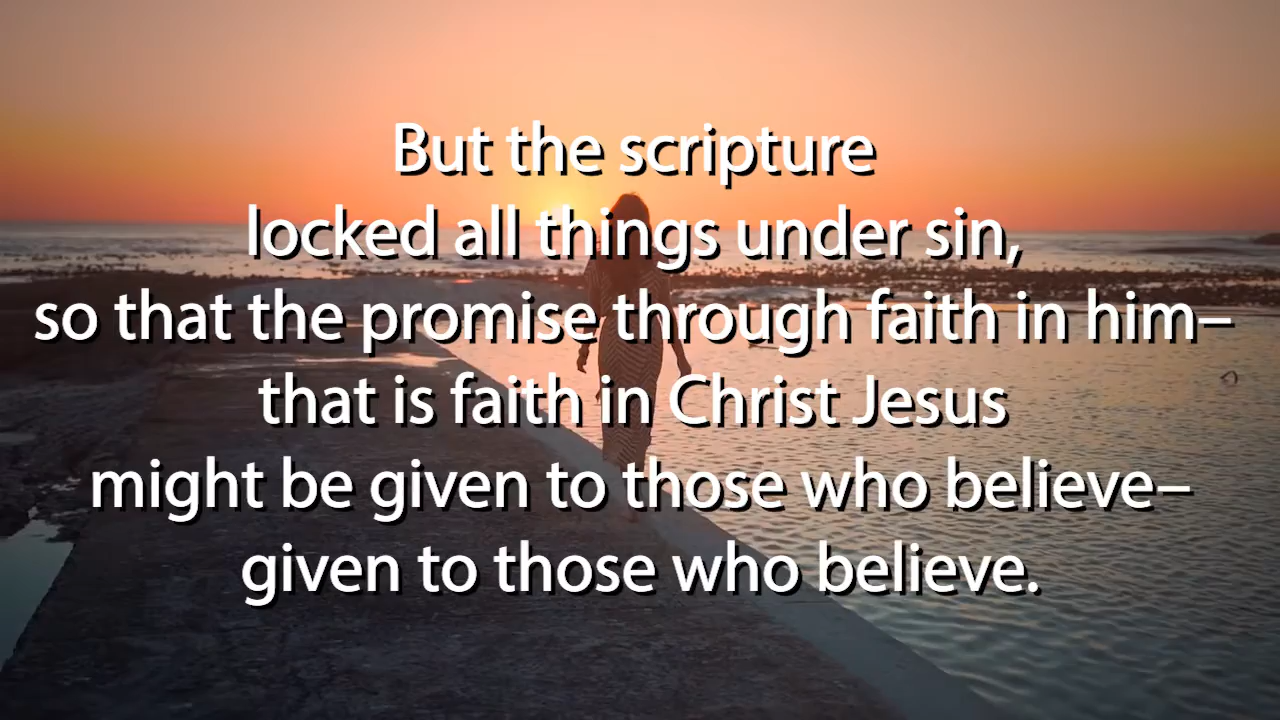 But the scripture
locked all things under sin,
so that the promise through faith in him–
that is faith in Christ Jesus
might be given to those who believe–
given to those who believe.